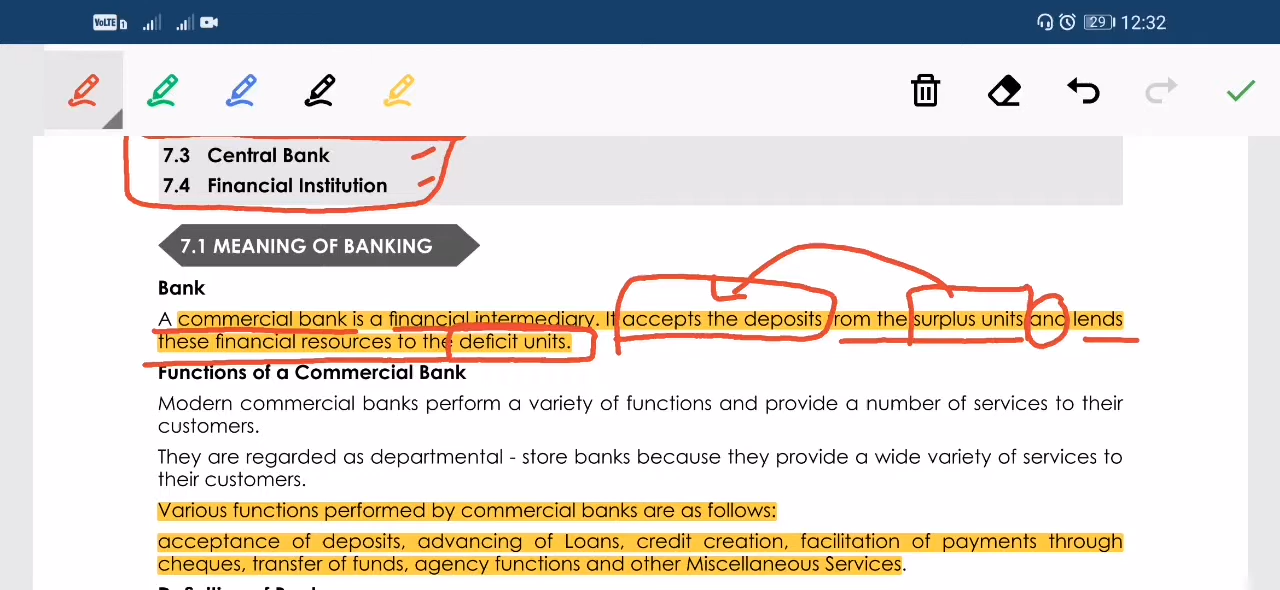 VoLTE 1 29 12:32
7.3 Central Bank
7.4 Financial Institution
7.1 MEANING OF BANKING
Bank
A commercial bank is a financial intermediary. It accepts the deposits from the surplus units and lends
these financial resources to the deficit units.
Functions of a Commercial Bank
Modern commercial banks perform a variety of functions and provide a number of services to their
customers.
They are regarded as departmental - store banks because they provide a wide variety of services to
their customers.
Various functions performed by commercial banks are as follows:
acceptance of deposits, advancing of Loans, credit creation, facilitation of payments through
cheques, transfer of funds, agency functions and other Miscellaneous Services.